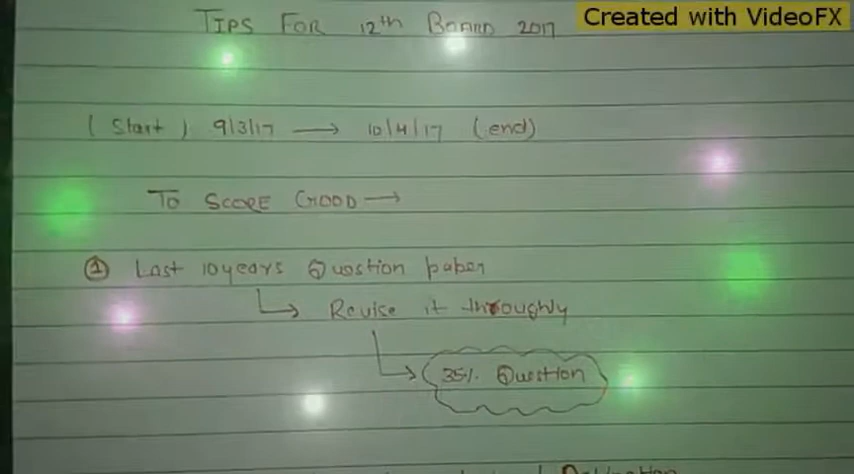 Created with VideoFX
TIPS FOR 12th BOARD 2017
(Start) 9/3/17 → 10/4/17 (end)
TO SCORE GOOD →
① Last 10years Question paper
Revise it throughly
35% Question